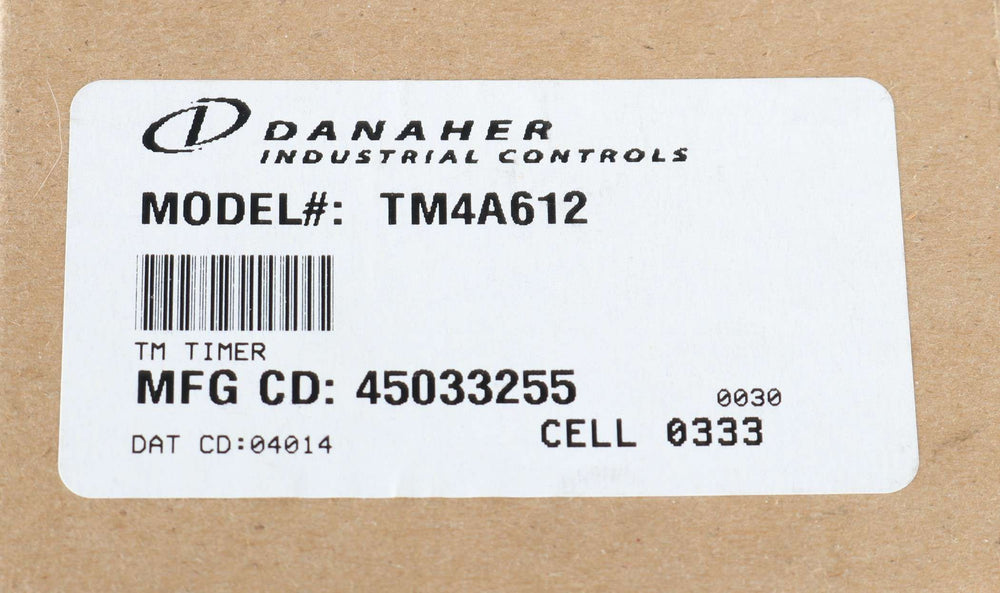 DANAHER
INDUSTRIAL CONTROLS
MODEL#: TM4A612
TM TIMER
MFG CD: 45033255
0030
CELL 0333
DAT CD:04014